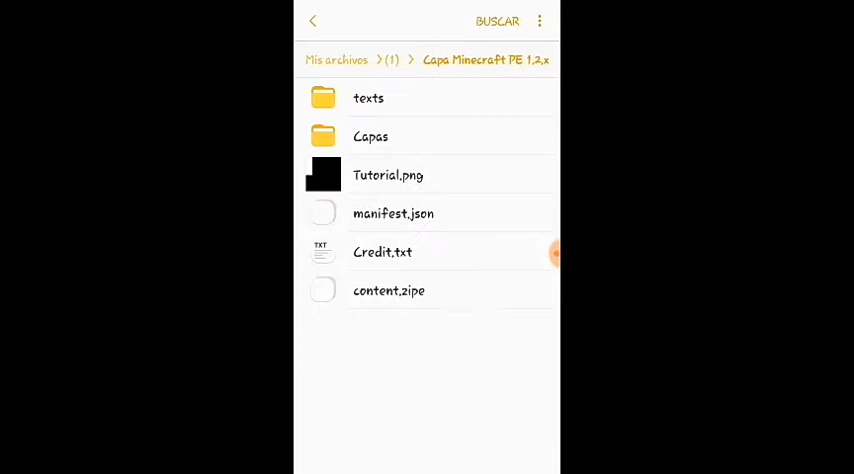 BUSCAR
Mis archivos > (1) > Capa Minecraft PE 1,2,x
texts
Capas
Tutorial.png
manifest.json
TXT
Credit.txt
content.zipe